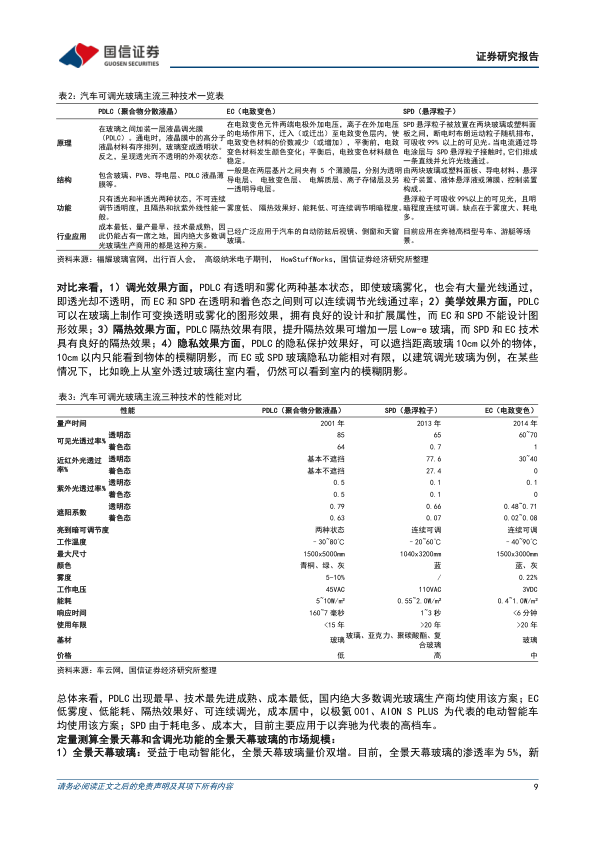 国信证券
GUOSEN SECURITIES
证券研究报告
表2：汽车可调光玻璃主流三种技术一览表
PDLC（聚合物分散液晶） EC（电致变色） SPD（悬浮粒子）
原理 在玻璃之间加装一层液晶调光膜（PDLC）。通电时，液晶膜中的高分子液晶材料有序排列，玻璃变成透明状。反之，呈现透光而不透明的外观状态。 在电致变色元件两端电极外加电压，离子在外加电压的电场作用下，迁入（或迁出）至电致变色层内，使电致变色材料的价数减少（或增加），平衡前，电致变色材料发生颜色变化；平衡后，电致变色材料颜色稳定。 SPD 悬浮粒子被放置在两块玻璃或塑料面板之间，断电时布朗运动粒子随机排布，可吸收 99% 以上的可见光。当电流通过导电涂层与 SPD 悬浮粒子接触时，它们排成一条直线并允许光线通过。
结构 包含玻璃、PVB、导电层、PDLC 液晶薄膜等。 一般是在两层基片之间夹有 5 个薄膜层，分别为透明导电层、电致变色层、电解质层、离子存储层及另一透明导电层。 由两块玻璃或塑料面板、导电材料、悬浮粒子装置、液体悬浮液或薄膜、控制装置构成。
功能 只有透光和半透光两种状态，不可连续调节透明度，且隔热和抗紫外线性能一般。 雾度低、隔热效果好、能耗低、可连续调节明暗程度。 悬浮粒子可吸收99%以上的可见光，且明暗程度连续可调。缺点在于雾度大、耗电多。
行业应用 成本最低，量产最早、技术最成熟，因此仍能占有一席之地，国内绝大多数调光玻璃生产商用的都是这种方案。 已经广泛应用于汽车的自动防眩后视镜、侧窗和天窗玻璃。 目前应用在奔驰高档型号车、游艇等场景。
资料来源：福耀玻璃官网，出行百人会， 高级纳米电子期刊， HowStuffWorks，国信证券经济研究所整理
对比来看，1）调光效果方面，PDLC 有透明和雾化两种基本状态，即使玻璃雾化，也会有大量光线通过，
即透光却不透明，而 EC 和 SPD 在透明和着色态之间则可以连续调节光线通过率；2）美学效果方面，PDLC
可以在玻璃上制作可变换透明或雾化的图形效果，拥有良好的设计和扩展属性，而 EC 和 SPD 不能设计图
形效果；3）隔热效果方面，PDLC 隔热效果有限，提升隔热效果可增加一层 Low-e 玻璃，而 SPD 和 EC 技术
具有良好的隔热效果；4）隐私效果方面，PDLC 的隐私保护效果好，可以遮挡距离玻璃 10cm 以外的物体，
10cm 以内只能看到物体的模糊阴影，而 EC 或 SPD 玻璃隐私功能相对有限，以建筑调光玻璃为例，在某些
情况下，比如晚上从室外透过玻璃往室内看，仍然可以看到室内的模糊阴影。
表3：汽车可调光玻璃主流三种技术的性能对比
性能 PDLC（聚合物分散液晶） SPD（悬浮粒子） EC（电致变色）
量产时间 2001 年 2013 年 2014 年
可见光透过率% 透明态 85 65 60~70
着色态 64 0.7 1
近红外光透过率% 透明态 基本不遮挡 77.6 30~40
着色态 基本不遮挡 27.4 0
紫外光透过率% 透明态 0.5 0.1 0.1
着色态 0.5 0.1 0
遮阳系数 透明态 0.79 0.66 0.48~0.71
着色态 0.63 0.07 0.02~0.08
亮到暗可调节度 两种状态 连续可调 连续可调
工作温度 －30~80℃ －20~60℃ －40~90℃
最大尺寸 1500x5000mm 1040x3200mm 1500x3000mm
颜色 青桐、绿、灰 蓝 蓝、灰
雾度 5-10% / 0.22%
工作电压 45VAC 110VAC 3VDC
能耗 5~10W/m² 0.55~2.0W/m² 0.4~1.0W/m²
响应时间 160~7 毫秒 1~3 秒 <6 分钟
使用年限 <15 年 >20 年 >20 年
基材 玻璃 玻璃、亚克力、聚碳酸酯、复合玻璃 玻璃
价格 低 高 中
资料来源：车云网，国信证券经济研究所整理
总体来看，PDLC 出现最早、技术最先进成熟、成本最低，国内绝大多数调光玻璃生产商均使用该方案；EC
低雾度、低能耗、隔热效果好、可连续调光，成本居中，以极氪 001、AION S PLUS 为代表的电动智能车
均使用该方案；SPD 由于耗电多、成本大，目前主要应用于以奔驰为代表的高档车。
定量测算全景天幕和含调光功能的全景天幕玻璃的市场规模：
1）全景天幕玻璃：受益于电动智能化，全景天幕玻璃量价双增。目前，全景天幕玻璃的渗透率为 5%，新
请务必阅读正文之后的免责声明及其项下所有内容
9